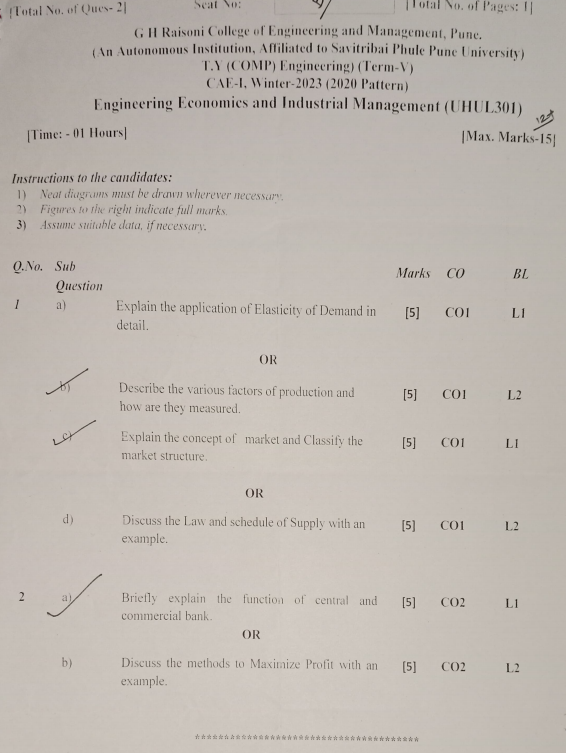 [Total No. of Ques- 2] Seat No: [Total No. of Pages: 1]
G H Raisoni College of Engineering and Management, Pune.
(An Autonomous Institution, Affiliated to Savitribai Phule Pune University)
T.Y (COMP) Engineering) (Term-V)
CAE-I, Winter-2023 (2020 Pattern)
Engineering Economics and Industrial Management (UHUL301)
[Time: - 01 Hours] [Max. Marks-15]
Instructions to the candidates:
1) Neat diagrams must be drawn wherever necessary.
2) Figures to the right indicate full marks.
3) Assume suitable data, if necessary.
Q.No. Sub Marks CO BL
Question
1 a) Explain the application of Elasticity of Demand in [5] CO1 L1
detail.
OR
b) Describe the various factors of production and [5] CO1 L2
how are they measured.
c) Explain the concept of market and Classify the [5] CO1 L1
market structure.
OR
d) Discuss the Law and schedule of Supply with an [5] CO1 L2
example.
2 a) Briefly explain the function of central and [5] CO2 L1
commercial bank.
OR
b) Discuss the methods to Maximize Profit with an [5] CO2 L2
example.
****************************************